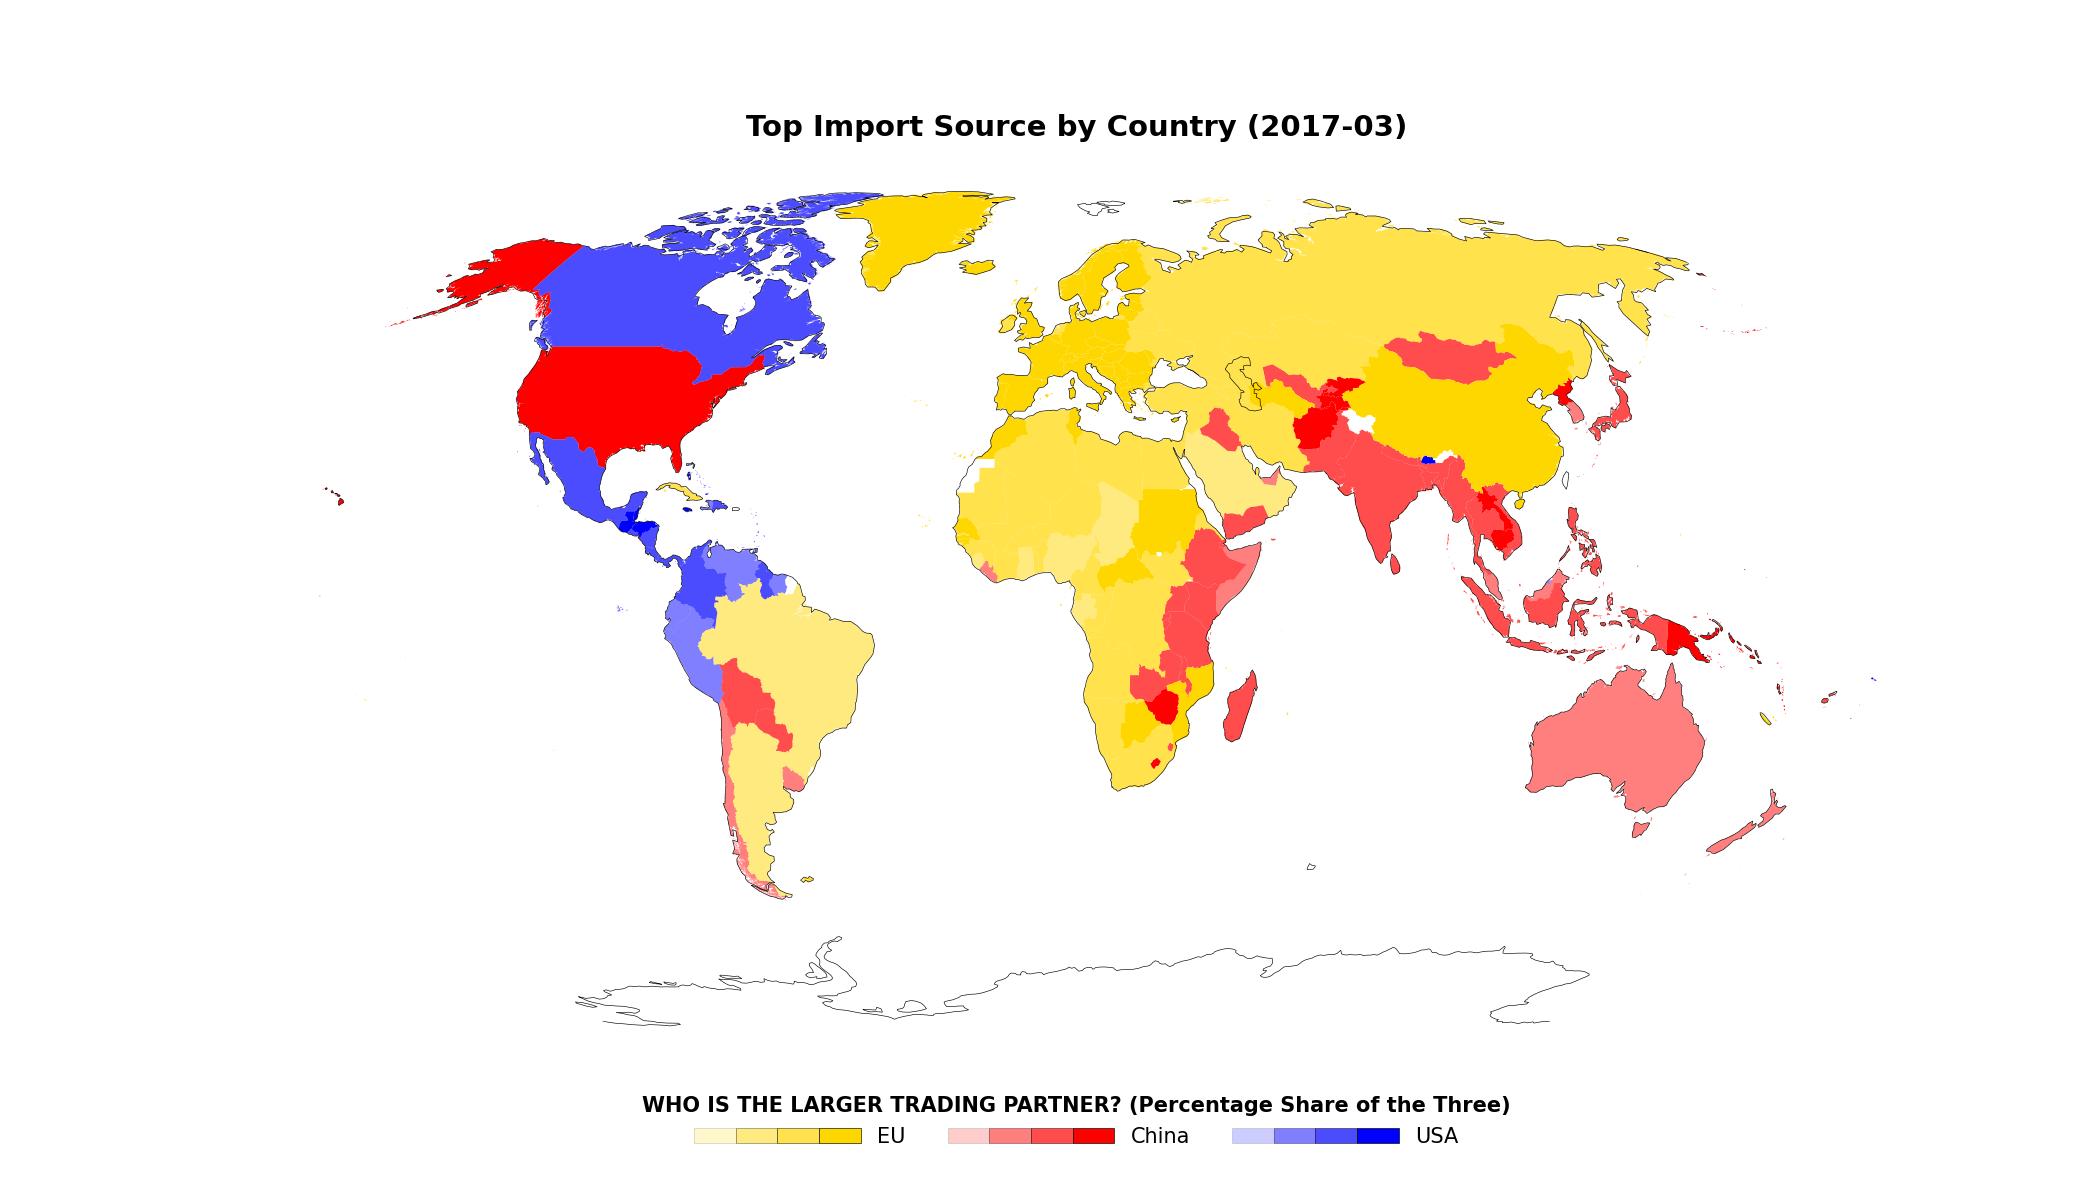 Top Import Source by Country (2017-03)
WHO IS THE LARGER TRADING PARTNER? (Percentage Share of the Three)
EU China USA